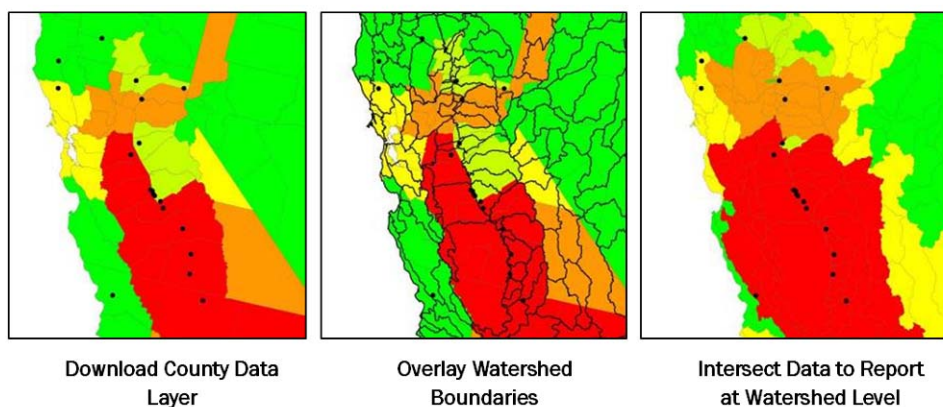 Download County Data
Layer
Overlay Watershed
Boundaries
Intersect Data to Report
at Watershed Level